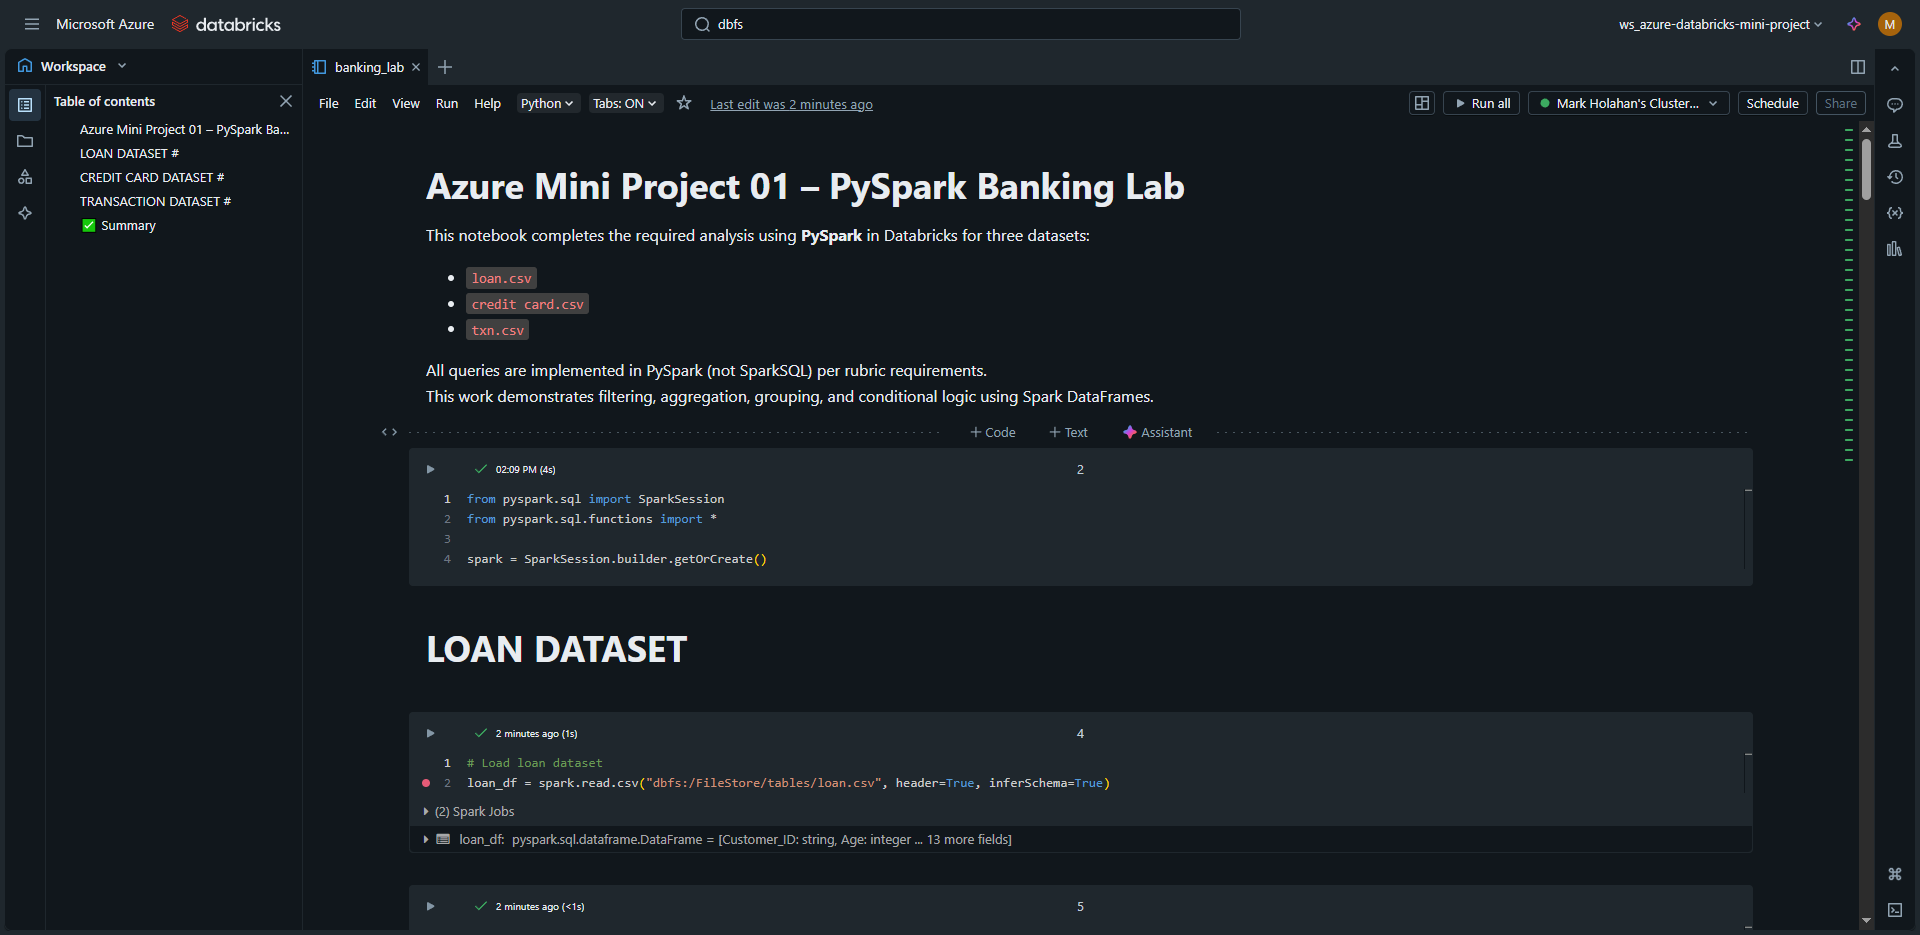 Microsoft Azure databricks
dbfs
ws_azure-databricks-mini-project
M
Workspace
banking_lab
Table of contents
Azure Mini Project 01 – PySpark Ba...
LOAN DATASET #
CREDIT CARD DATASET #
TRANSACTION DATASET #
✅ Summary
File Edit View Run Help Python Tabs: ON Last edit was 2 minutes ago
Run all Mark Holahan's Cluster... Schedule Share
Azure Mini Project 01 – PySpark Banking Lab
This notebook completes the required analysis using PySpark in Databricks for three datasets:
• loan.csv
• credit card.csv
• txn.csv
All queries are implemented in PySpark (not SparkSQL) per rubric requirements.
This work demonstrates filtering, aggregation, grouping, and conditional logic using Spark DataFrames.
+ Code + Text Assistant
02:09 PM (4s) 2
1 from pyspark.sql import SparkSession
2 from pyspark.sql.functions import *
3
4 spark = SparkSession.builder.getOrCreate()
LOAN DATASET
2 minutes ago (1s) 4
1 # Load loan dataset
2 loan_df = spark.read.csv("dbfs:/FileStore/tables/loan.csv", header=True, inferSchema=True)
(2) Spark Jobs
loan_df: pyspark.sql.dataframe.DataFrame = [Customer_ID: string, Age: integer ... 13 more fields]
2 minutes ago (<1s) 5